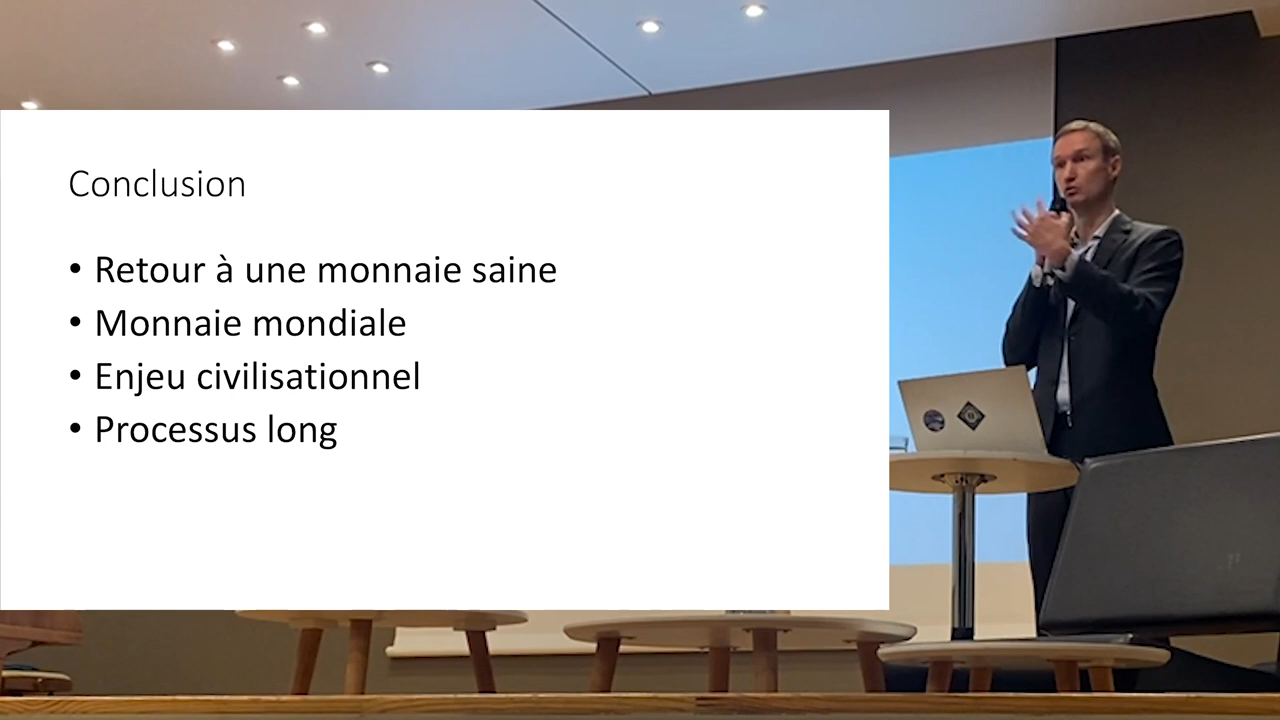 Conclusion
• Retour à une monnaie saine
• Monnaie mondiale
• Enjeu civilisationnel
• Processus long